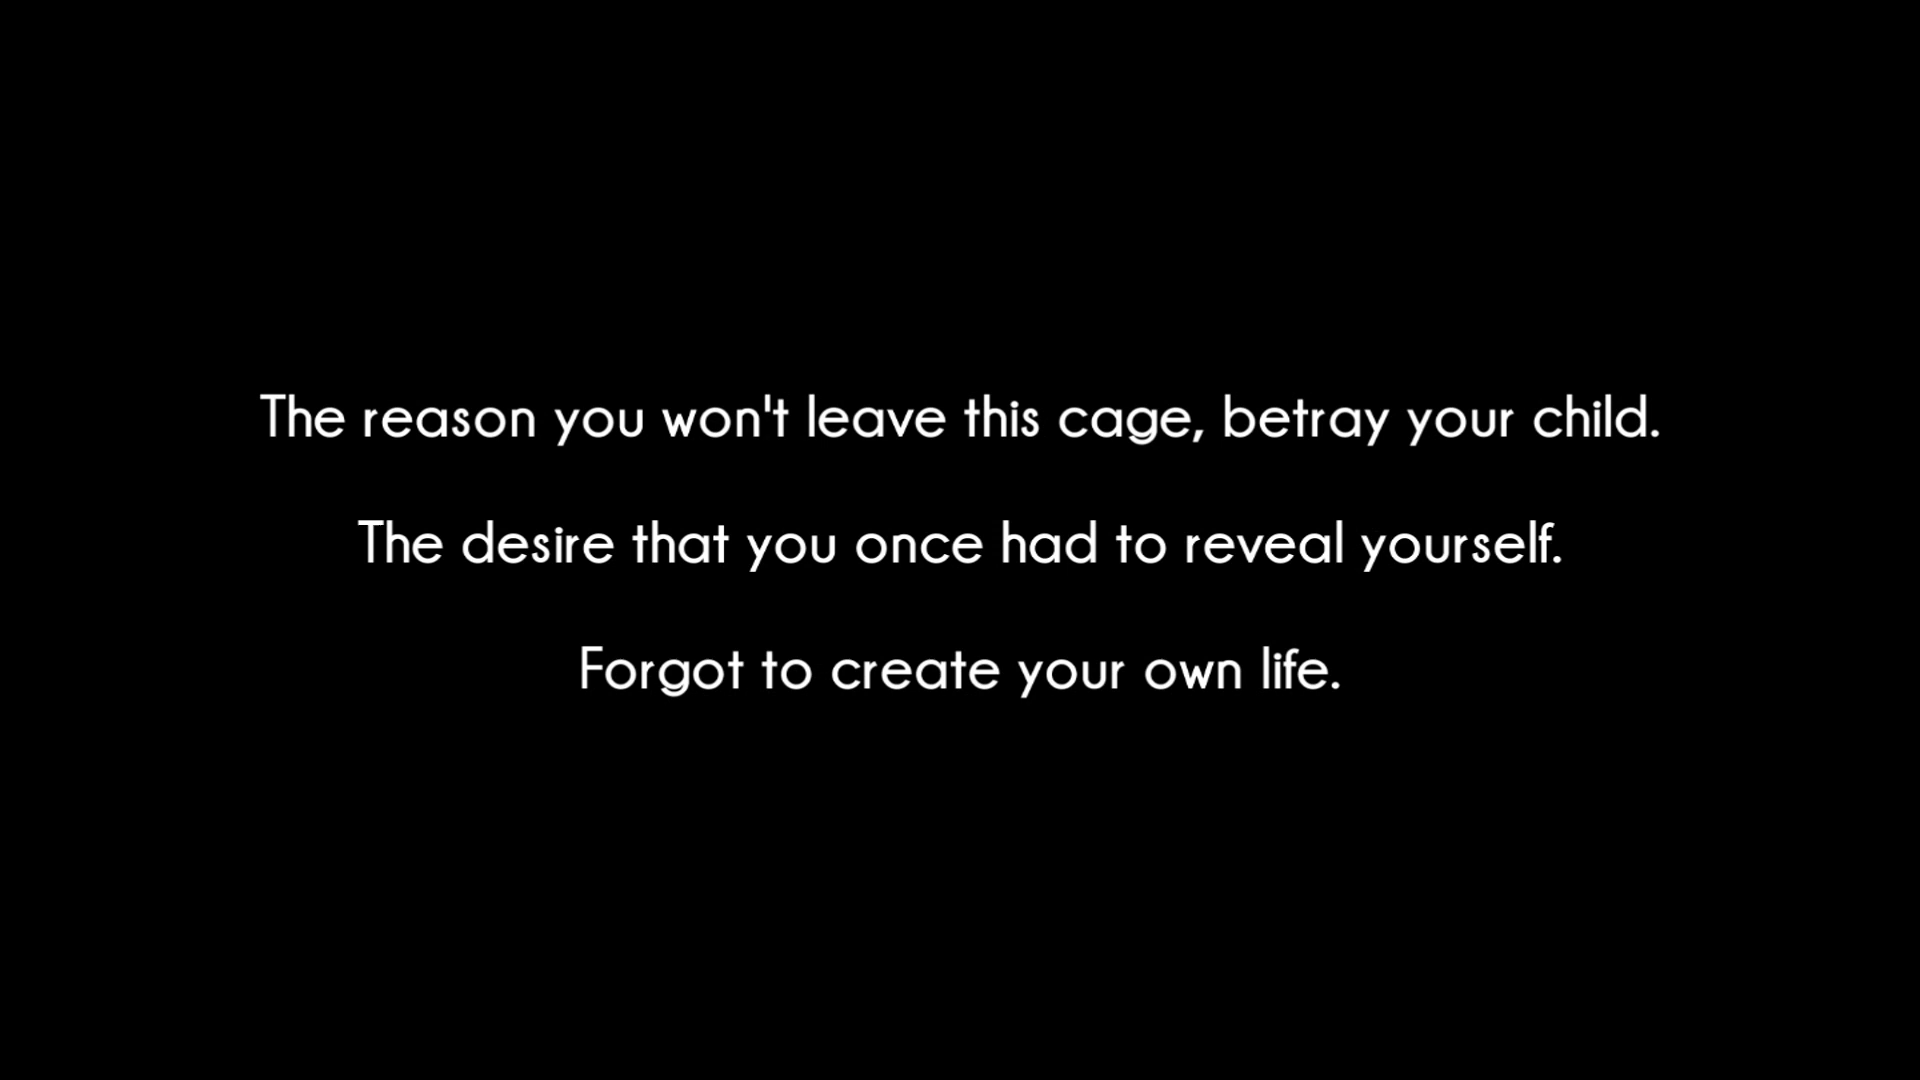 The reason you won't leave this cage, betray your child.
The desire that you once had to reveal yourself.
Forgot to create your own life.